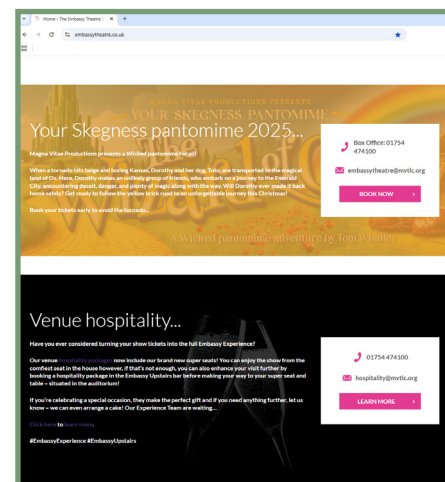 Home - The Embassy Theatre
embassytheatre.co.uk
MAGNA VITAE PRODUCTIONS PRESENTS
YOUR SKEGNESS PANTOMIME
Your Skegness pantomime 2025...
Magna Vitae Productions presents a Wicked pantomime for all!
When a tornado hits beige and boring Kansas, Dorothy and her dog, Toto, are transported to the magical
land of Oz. Here, Dorothy makes an unlikely group of friends, who embark on a journey to the Emerald
City, encountering deceit, danger, and plenty of magic along with the way. Will Dorothy ever made it back
home safely? Get ready to follow the yellow brick road to an unforgettable journey this Christmas!
Book your tickets early to avoid the tornado...
Wicked pantomime adventure by Tom Whalley
Box Office: 01754
474100
embassytheatre@mvtlc.org
BOOK NOW
Venue hospitality...
Have you ever considered turning your show tickets into the full Embassy Experience?
Our venue hospitality packages now include our brand new super seats! You can enjoy the show from the
comfiest seat in the house however, if that's not enough, you can also enhance your visit further by
booking a hospitality package in the Embassy Upstairs bar before making your way to your super seat and
table – situated in the auditorium!
If you're celebrating a special occasion, they make the perfect gift and if you need anything further, let us
know – we can even arrange a cake! Our Experience Team are waiting...
Click here to learn more.
#EmbassyExperience #EmbassyUpstairs
01754 474100
hospitality@mvtlc.org
LEARN MORE